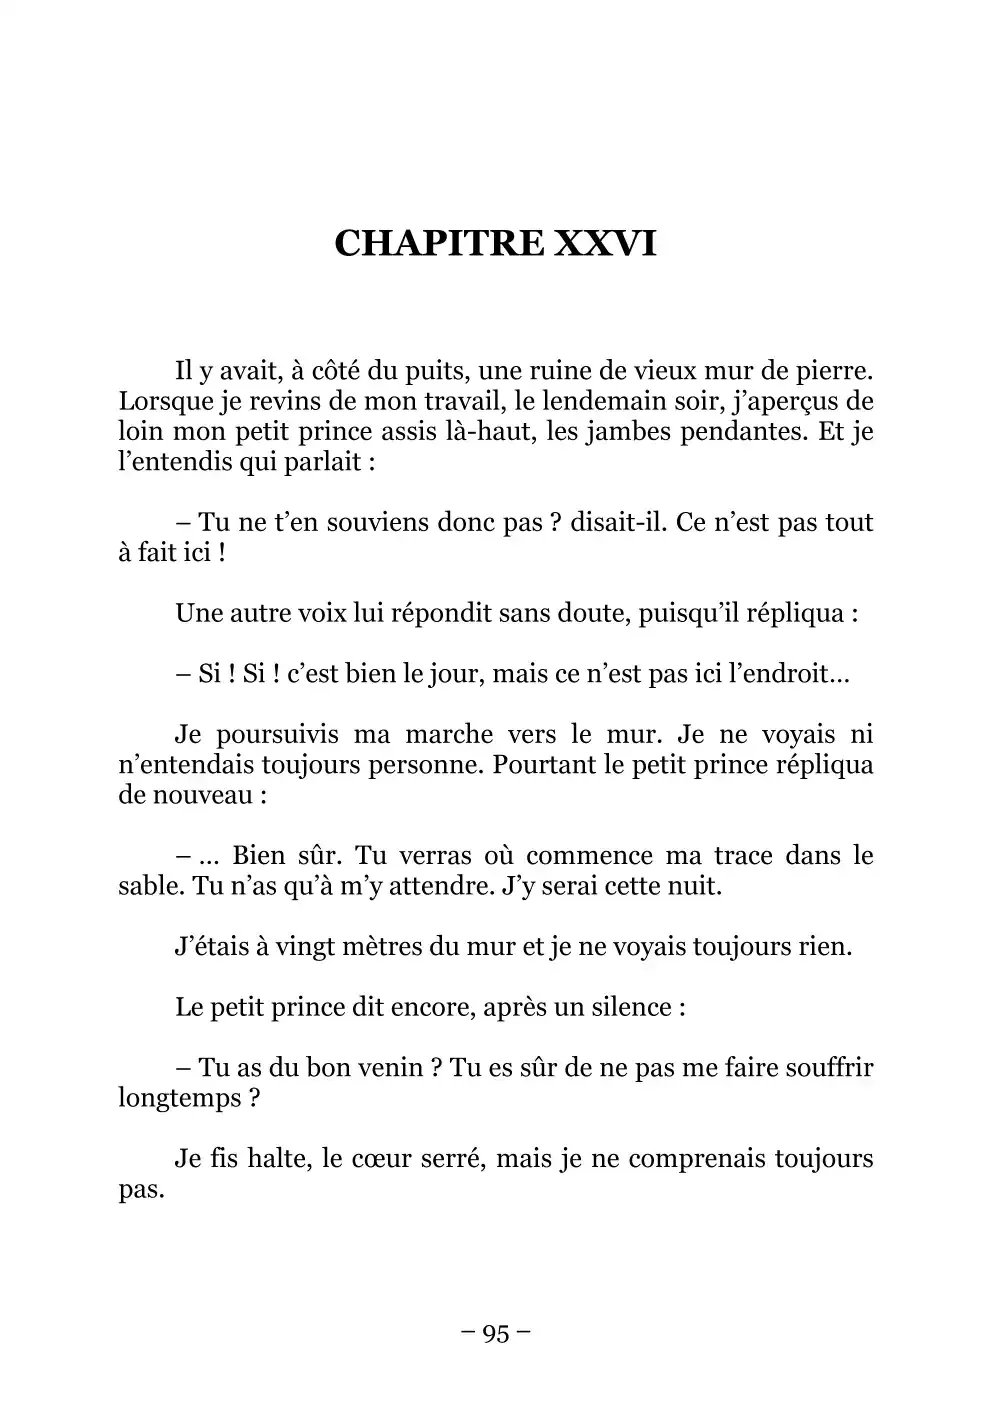 CHAPITRE XXVI
Il y avait, à côté du puits, une ruine de vieux mur de pierre.
Lorsque je revins de mon travail, le lendemain soir, j’aperçus de
loin mon petit prince assis là-haut, les jambes pendantes. Et je
l’entendis qui parlait :
– Tu ne t’en souviens donc pas ? disait-il. Ce n’est pas tout
à fait ici !
Une autre voix lui répondit sans doute, puisqu’il répliqua :
– Si ! Si ! c’est bien le jour, mais ce n’est pas ici l’endroit…
Je poursuivis ma marche vers le mur. Je ne voyais ni
n’entendais toujours personne. Pourtant le petit prince répliqua
de nouveau :
– … Bien sûr. Tu verras où commence ma trace dans le
sable. Tu n’as qu’à m’y attendre. J’y serai cette nuit.
J’étais à vingt mètres du mur et je ne voyais toujours rien.
Le petit prince dit encore, après un silence :
– Tu as du bon venin ? Tu es sûr de ne pas me faire souffrir
longtemps ?
Je fis halte, le cœur serré, mais je ne comprenais toujours
pas.
– 95 –